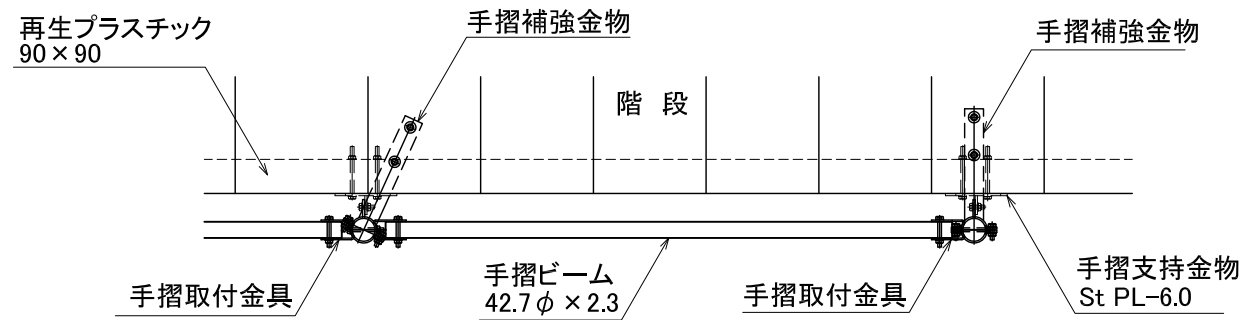 再生プラスチック
90×90
手摺補強金物
手摺補強金物
階 段
手摺取付金具
手摺ビーム
42.7φ×2.3
手摺取付金具
手摺支持金物
St PL-6.0